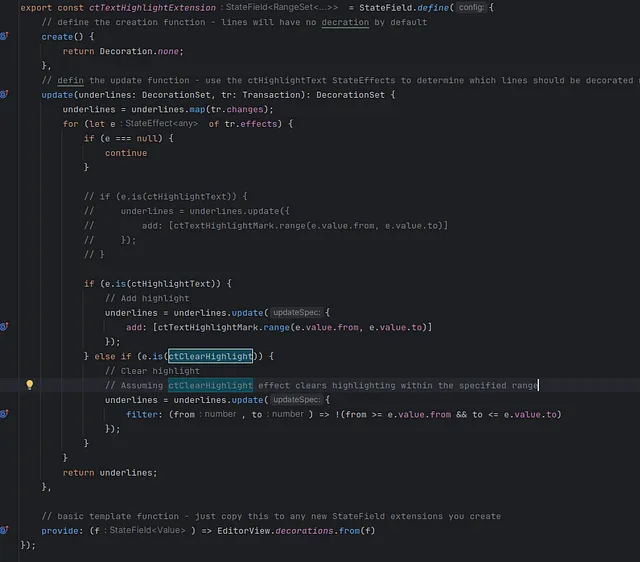 export const ctTextHighlightExtension : StateField<RangeSet<...>> = StateField.define( config: {
    // define the creation function - lines will have no decration by default
    create() {
        return Decoration.none;
    },
    // defin the update function - use the ctHighlightText StateEffects to determine which lines should be decorated
    update(underlines: DecorationSet, tr: Transaction): DecorationSet {
        underlines = underlines.map(tr.changes);
        for (let e : StateEffect<any> of tr.effects) {
            if (e === null) {
                continue
            }

            // if (e.is(ctHighlightText)) {
            //     underlines = underlines.update({
            //         add: [ctTextHighlightMark.range(e.value.from, e.value.to)]
            //     });
            // }

            if (e.is(ctHighlightText)) {
                // Add highlight
                underlines = underlines.update( updateSpec: {
                    add: [ctTextHighlightMark.range(e.value.from, e.value.to)]
                });
            } else if (e.is(ctClearHighlight)) {
                // Clear highlight
                // Assuming ctClearHighlight effect clears highlighting within the specified range
                underlines = underlines.update( updateSpec: {
                    filter: (from : number , to : number ) => !(from >= e.value.from && to <= e.value.to)
                });
            }
        }
        return underlines;
    },

    // basic template function - just copy this to any new StateField extensions you create
    provide: (f : StateField<Value> ) => EditorView.decorations.from(f)
});